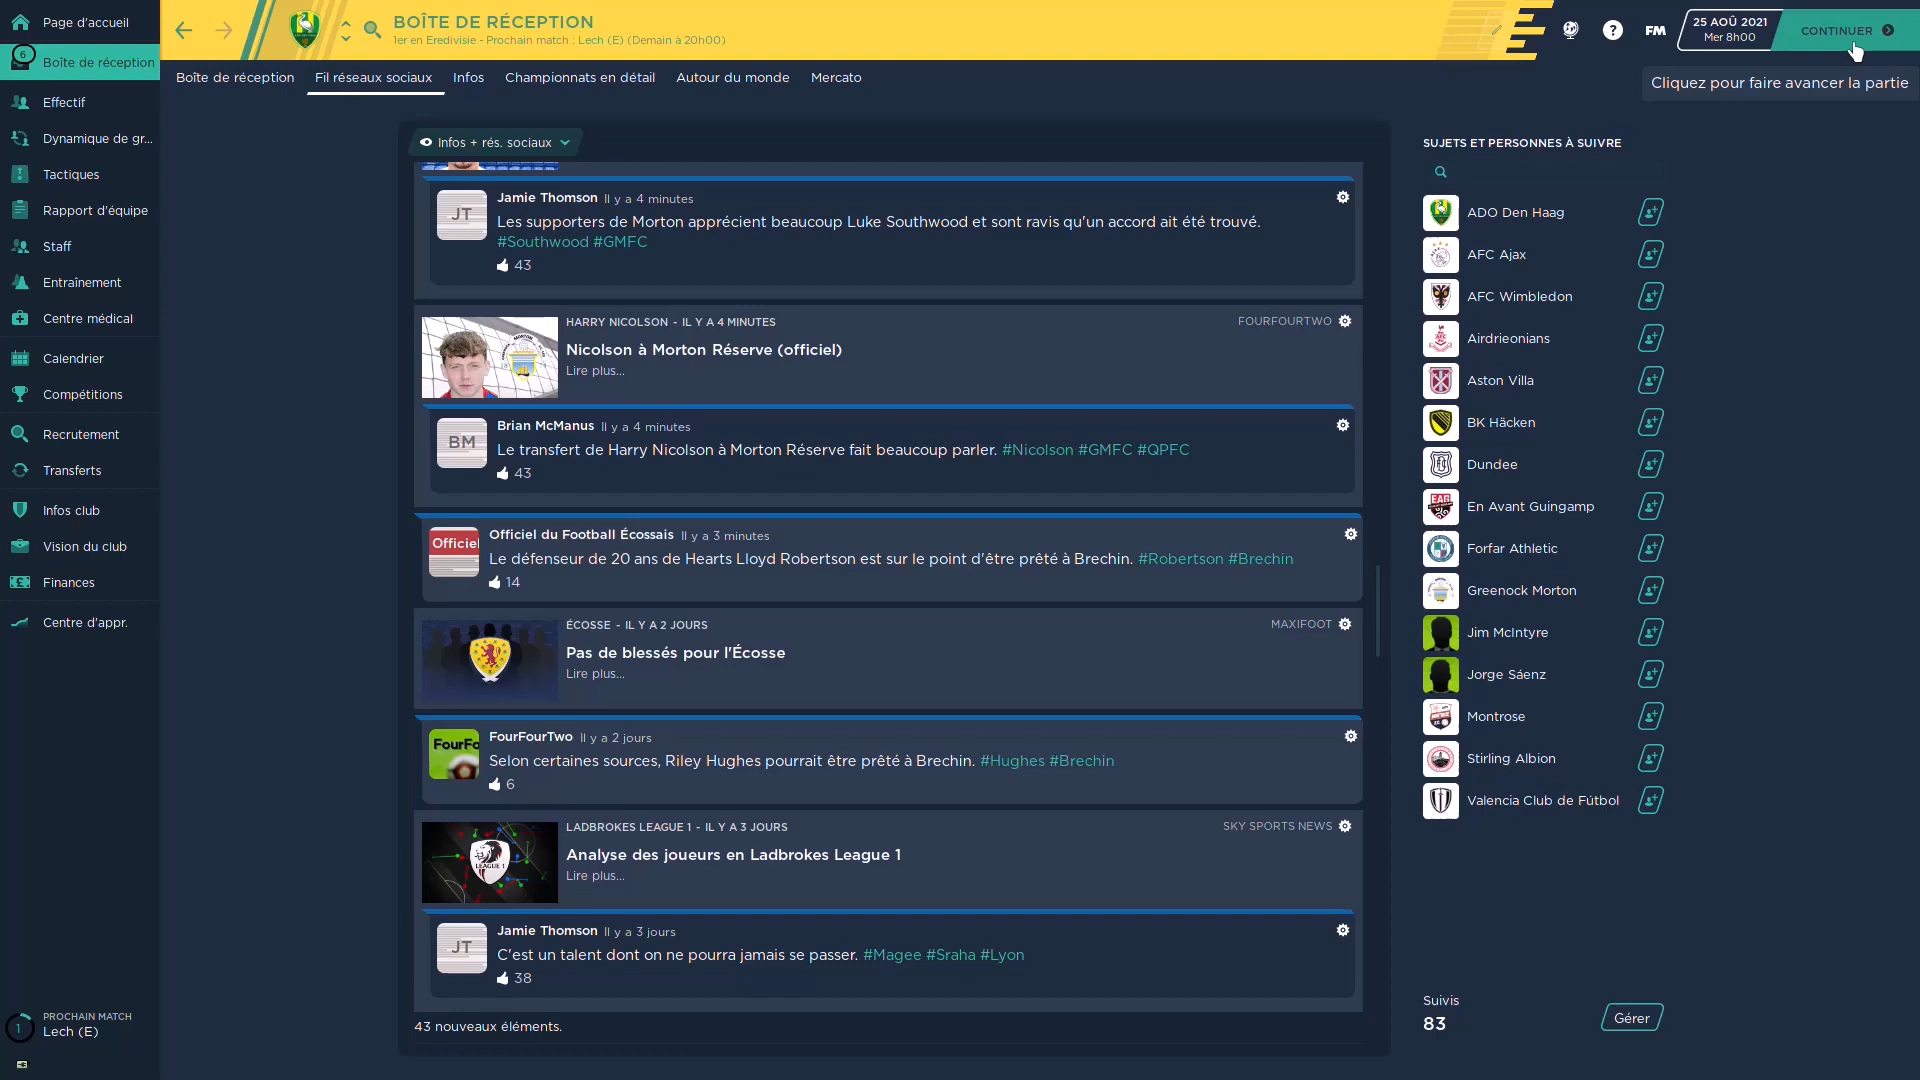 Page d'accueil
6
Boîte de réception
Effectif
Dynamique de gr...
Tactiques
Rapport d'équipe
Staff
Entraînement
Centre médical
Calendrier
Compétitions
Recrutement
Transferts
Infos club
Vision du club
Finances
Centre d'appr.
PROCHAIN MATCH
1
Lech (E)
BOÎTE DE RÉCEPTION
1er en Eredivisie - Prochain match : Lech (E) (Demain à 20h00)
?
FM
25 AOÛ 2021
Mer 8h00
CONTINUER
Cliquez pour faire avancer la partie
Boîte de réception Fil réseaux sociaux Infos Championnats en détail Autour du monde Mercato
Infos + rés. sociaux
JT
Jamie Thomson Il y a 4 minutes
Les supporters de Morton apprécient beaucoup Luke Southwood et sont ravis qu'un accord ait été trouvé.
#Southwood #GMFC
43
HARRY NICOLSON - IL Y A 4 MINUTES
FOURFOURTWO
Nicolson à Morton Réserve (officiel)
Lire plus...
BM
Brian McManus Il y a 4 minutes
Le transfert de Harry Nicolson à Morton Réserve fait beaucoup parler. #Nicolson #GMFC #QPFC
43
Officiel
Officiel du Football Écossais Il y a 3 minutes
Le défenseur de 20 ans de Hearts Lloyd Robertson est sur le point d'être prêté à Brechin. #Robertson #Brechin
14
ÉCOSSE - IL Y A 2 JOURS
MAXIFOOT
Pas de blessés pour l'Écosse
Lire plus...
FourFo
FourFourTwo Il y a 2 jours
Selon certaines sources, Riley Hughes pourrait être prêté à Brechin. #Hughes #Brechin
6
LADBROKES LEAGUE 1 - IL Y A 3 JOURS
SKY SPORTS NEWS
LEAGUE 1
Analyse des joueurs en Ladbrokes League 1
Lire plus...
JT
Jamie Thomson Il y a 3 jours
C'est un talent dont on ne pourra jamais se passer. #Magee #Sraha #Lyon
38
43 nouveaux éléments.
SUJETS ET PERSONNES À SUIVRE
ADO Den Haag
AFC Ajax
AFC Wimbledon
Airdrieonians
Aston Villa
BK Häcken
Dundee
En Avant Guingamp
Forfar Athletic
Greenock Morton
Jim McIntyre
Jorge Sáenz
Montrose
Stirling Albion
Valencia Club de Fútbol
Suivis
83
Gérer